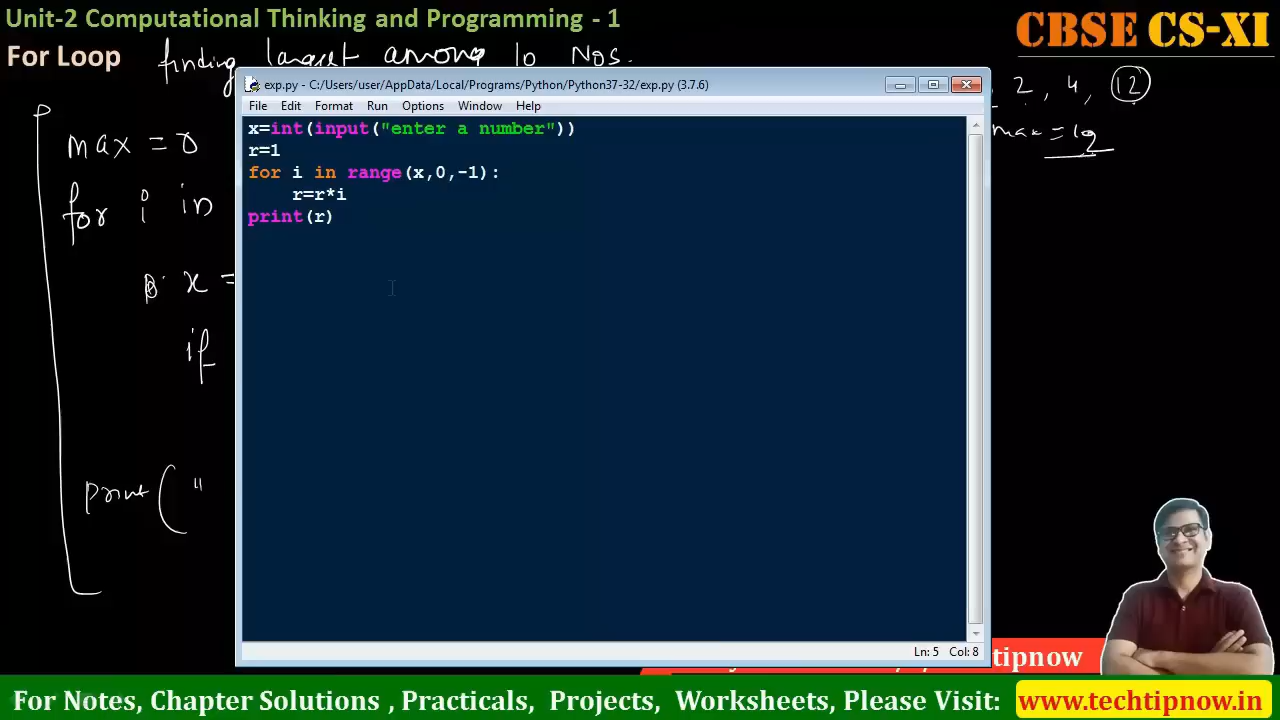 Unit-2 Computational Thinking and Programming - 1
CBSE CS-XI
For Loop finding largest among 10 Nos.
2, 4, 12
max = 12
max = 0
for i in
x =
if
print( "
exp.py - C:/Users/user/AppData/Local/Programs/Python/Python37-32/exp.py (3.7.6)
File Edit Format Run Options Window Help
x=int(input("enter a number"))
r=1
for i in range(x,0,-1):
r=r*i
print(r)
Ln: 5 Col: 8
tipnow
For Notes, Chapter Solutions , Practicals, Projects, Worksheets, Please Visit: www.techtipnow.in